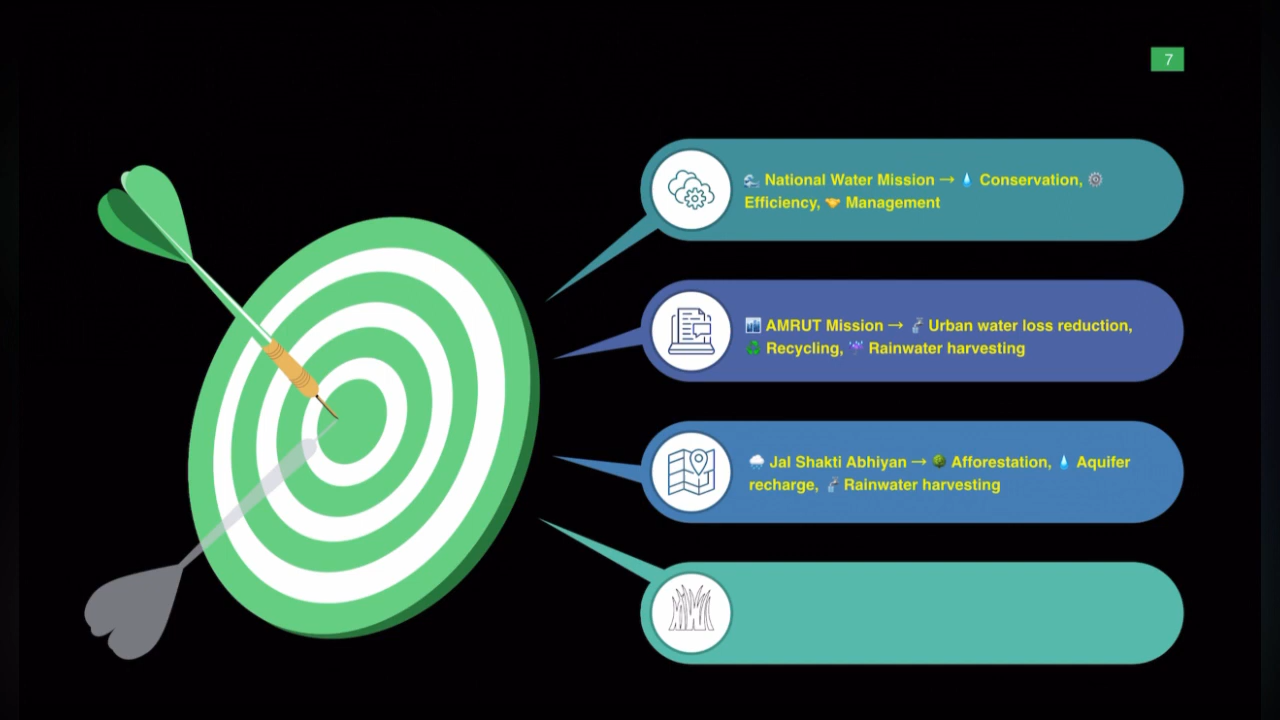 7
🌊 National Water Mission → 💧 Conservation, ⚙️
Efficiency, 🤝 Management
🏙️ AMRUT Mission → 🚰 Urban water loss reduction,
♻️ Recycling, ☔ Rainwater harvesting
🌧️ Jal Shakti Abhiyan → 🌳 Afforestation, 💧 Aquifer
recharge, 🚰 Rainwater harvesting